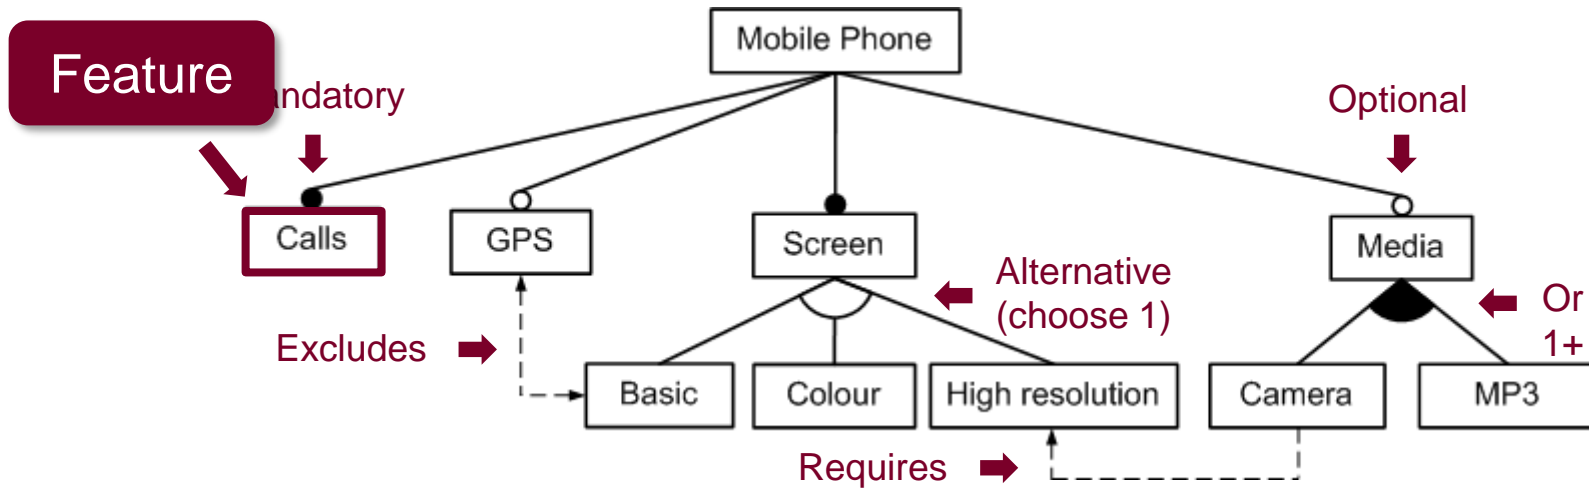 Mobile Phone
Feature
andatory
Optional
Calls
GPS
Screen
Media
Alternative
(choose 1)
Or
1+
Excludes
Basic
Colour
High resolution
Camera
MP3
Requires